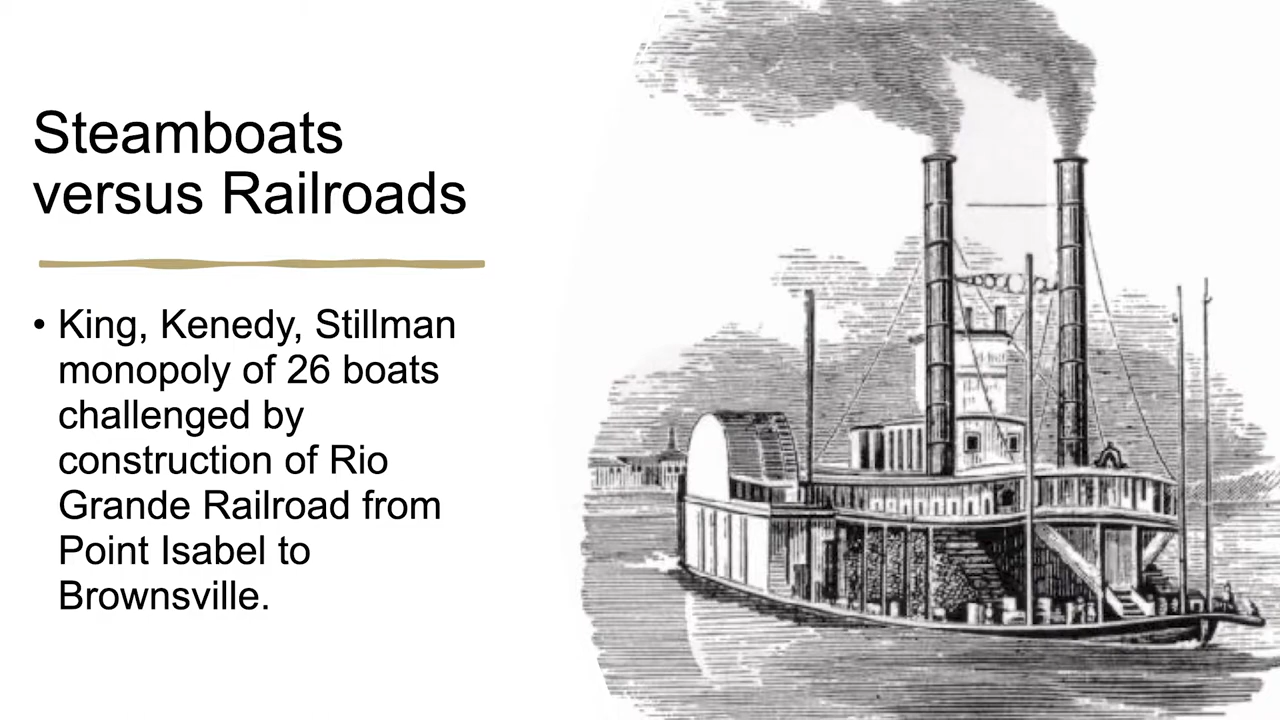 Steamboats
versus Railroads
• King, Kenedy, Stillman
monopoly of 26 boats
challenged by
construction of Rio
Grande Railroad from
Point Isabel to
Brownsville.